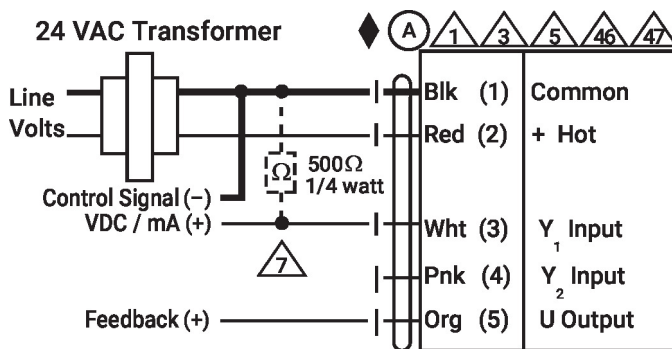 24 VAC Transformer
A 1 3 5 46 47
Line
Volts
Blk (1) Common
Red (2) + Hot
Ω 500Ω
1/4 watt
Control Signal (−)
VDC / mA (+)
Wht (3) Y1 Input
7
Pnk (4) Y2 Input
Feedback (+)
Org (5) U Output